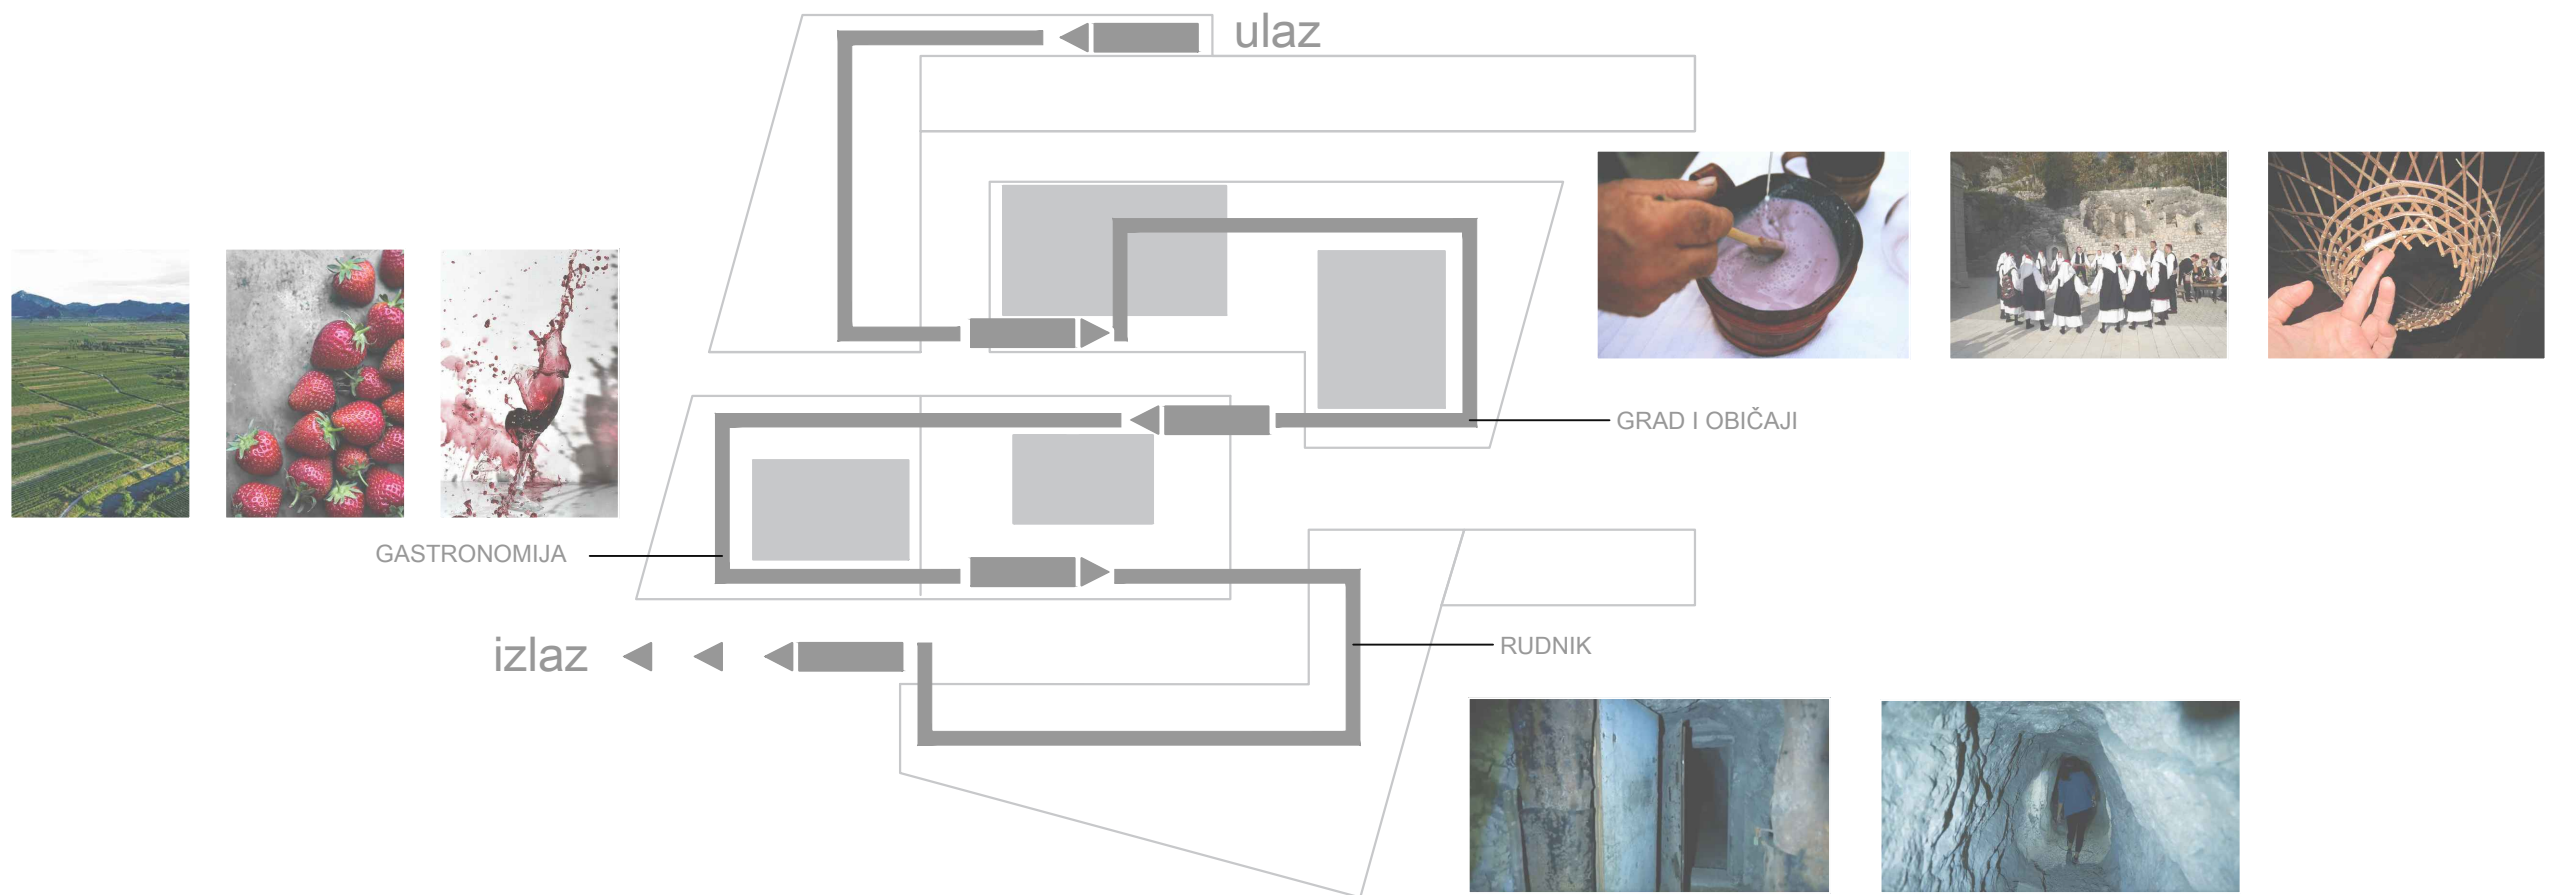 ulaz
GRAD I OBIČAJI
GASTRONOMIJA
izlaz
RUDNIK